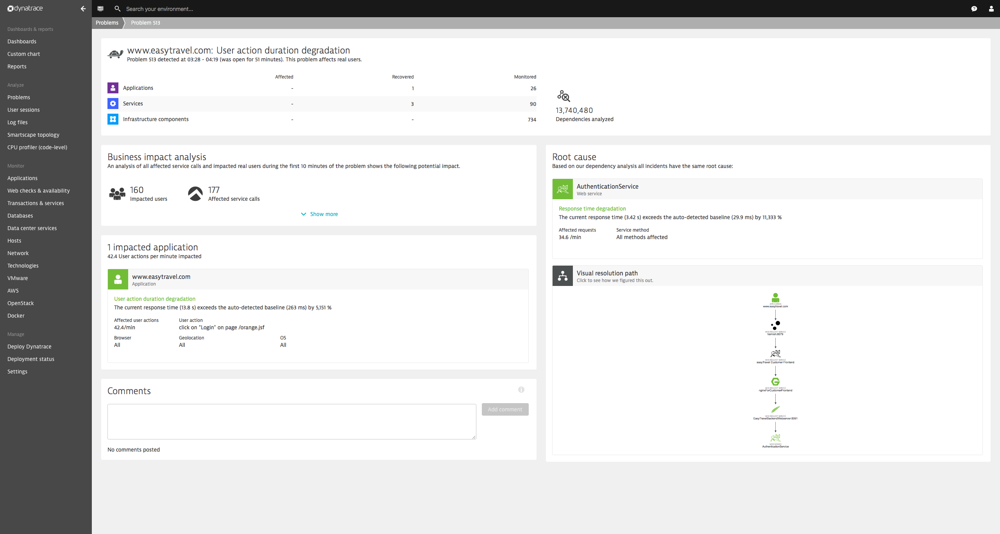 dynatrace
Search your environment...
Problems
Problem 513
Dashboards & reports
Dashboards
Custom chart
Reports
Analyze
Problems
User sessions
Log files
Smartscape topology
CPU profiler (code-level)
Monitor
Applications
Web checks & availability
Transactions & services
Databases
Data center services
Hosts
Network
Technologies
VMware
AWS
OpenStack
Docker
Manage
Deploy Dynatrace
Deployment status
Settings
www.easytravel.com: User action duration degradation
Problem 513 detected at 03:28 - 04:19 (was open for 51 minutes). This problem affects real users.
Affected Recovered Monitored
Applications - 1 26
Services - 3 90
Infrastructure components - - 734
13,740,480
Dependencies analyzed
Business impact analysis
An analysis of all affected service calls and impacted real users during the first 10 minutes of the problem shows the following potential impact.
160
Impacted users
177
Affected service calls
Show more
1 impacted application
42.4 User actions per minute impacted
www.easytravel.com
Application
User action duration degradation
The current response time (13.8 s) exceeds the auto-detected baseline (263 ms) by 5,151 %
Affected user actions User action
42.4/min click on "Login" on page /orange.jsf
Browser Geolocation OS
All All All
Comments
Add comment
No comments posted
Root cause
Based on our dependency analysis all incidents have the same root cause:
AuthenticationService
Web service
Response time degradation
The current response time (3.42 s) exceeds the auto-detected baseline (29.9 ms) by 11,333 %
Affected requests Service method
34.6 /min All methods affected
Visual resolution path
Click to see how we figured this out.
APPLICATION
www.easytravel.com
WEB REQUEST SERVICE
Varnish:8079
WEB REQUEST SERVICE
easyTravel Customer Frontend
WEB REQUEST SERVICE
nginxForCustomerFrontend
WEB REQUEST SERVICE
EasyTravelBackendWebserver:8091
WEB SERVICE
AuthenticationService